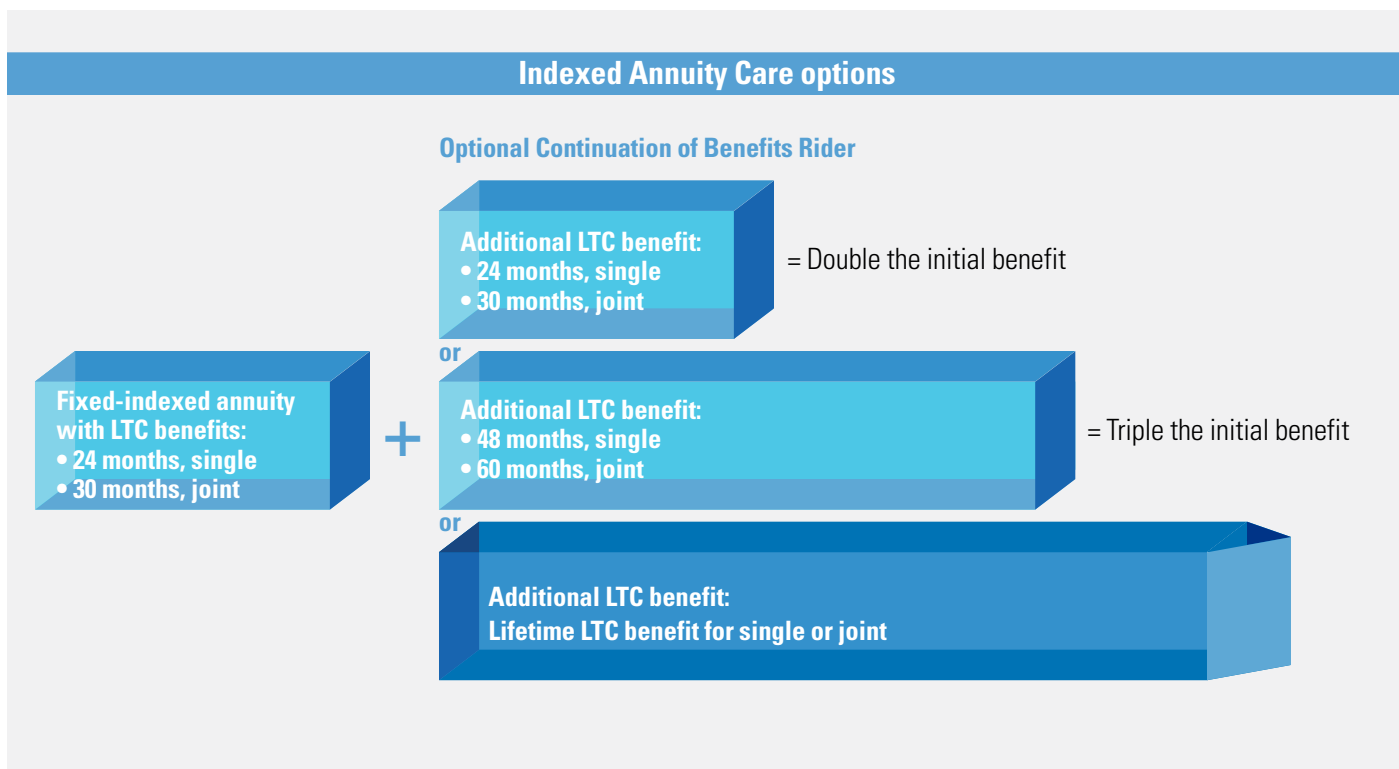 Indexed Annuity Care options
Optional Continuation of Benefits Rider
Fixed-indexed annuity
with LTC benefits:
• 24 months, single
• 30 months, joint
+
Additional LTC benefit:
• 24 months, single
• 30 months, joint
= Double the initial benefit
or
Additional LTC benefit:
• 48 months, single
• 60 months, joint
= Triple the initial benefit
or
Additional LTC benefit:
Lifetime LTC benefit for single or joint